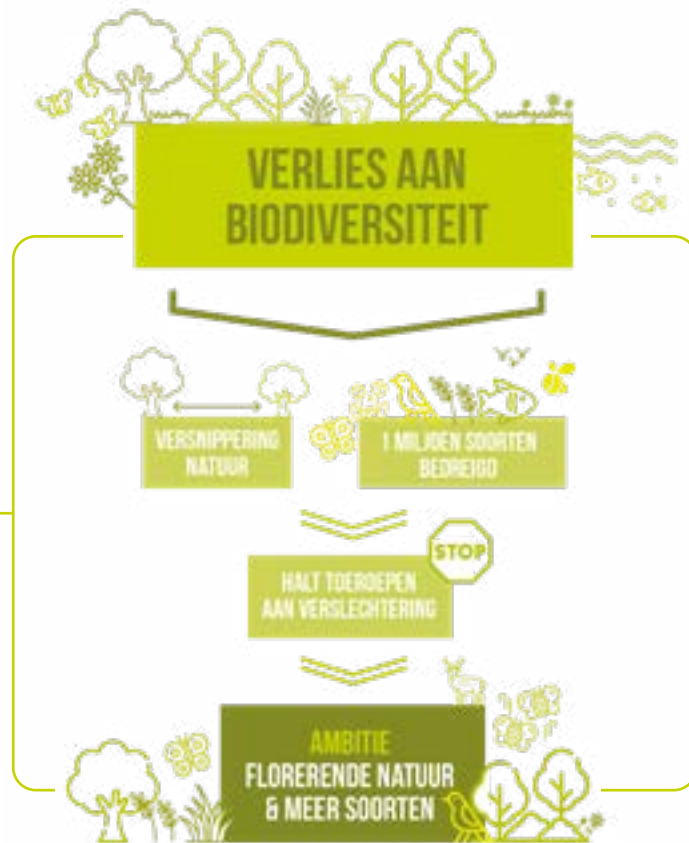 VERLIES AAN
BIODIVERSITEIT
VERSNIPPERING
NATUUR
1 MILJOEN SOORTEN
BEDREIGD
STOP
HALT TOEROEPEN
AAN VERSLECHTERING
AMBITIE
FLORERENDE NATUUR
& MEER SOORTEN